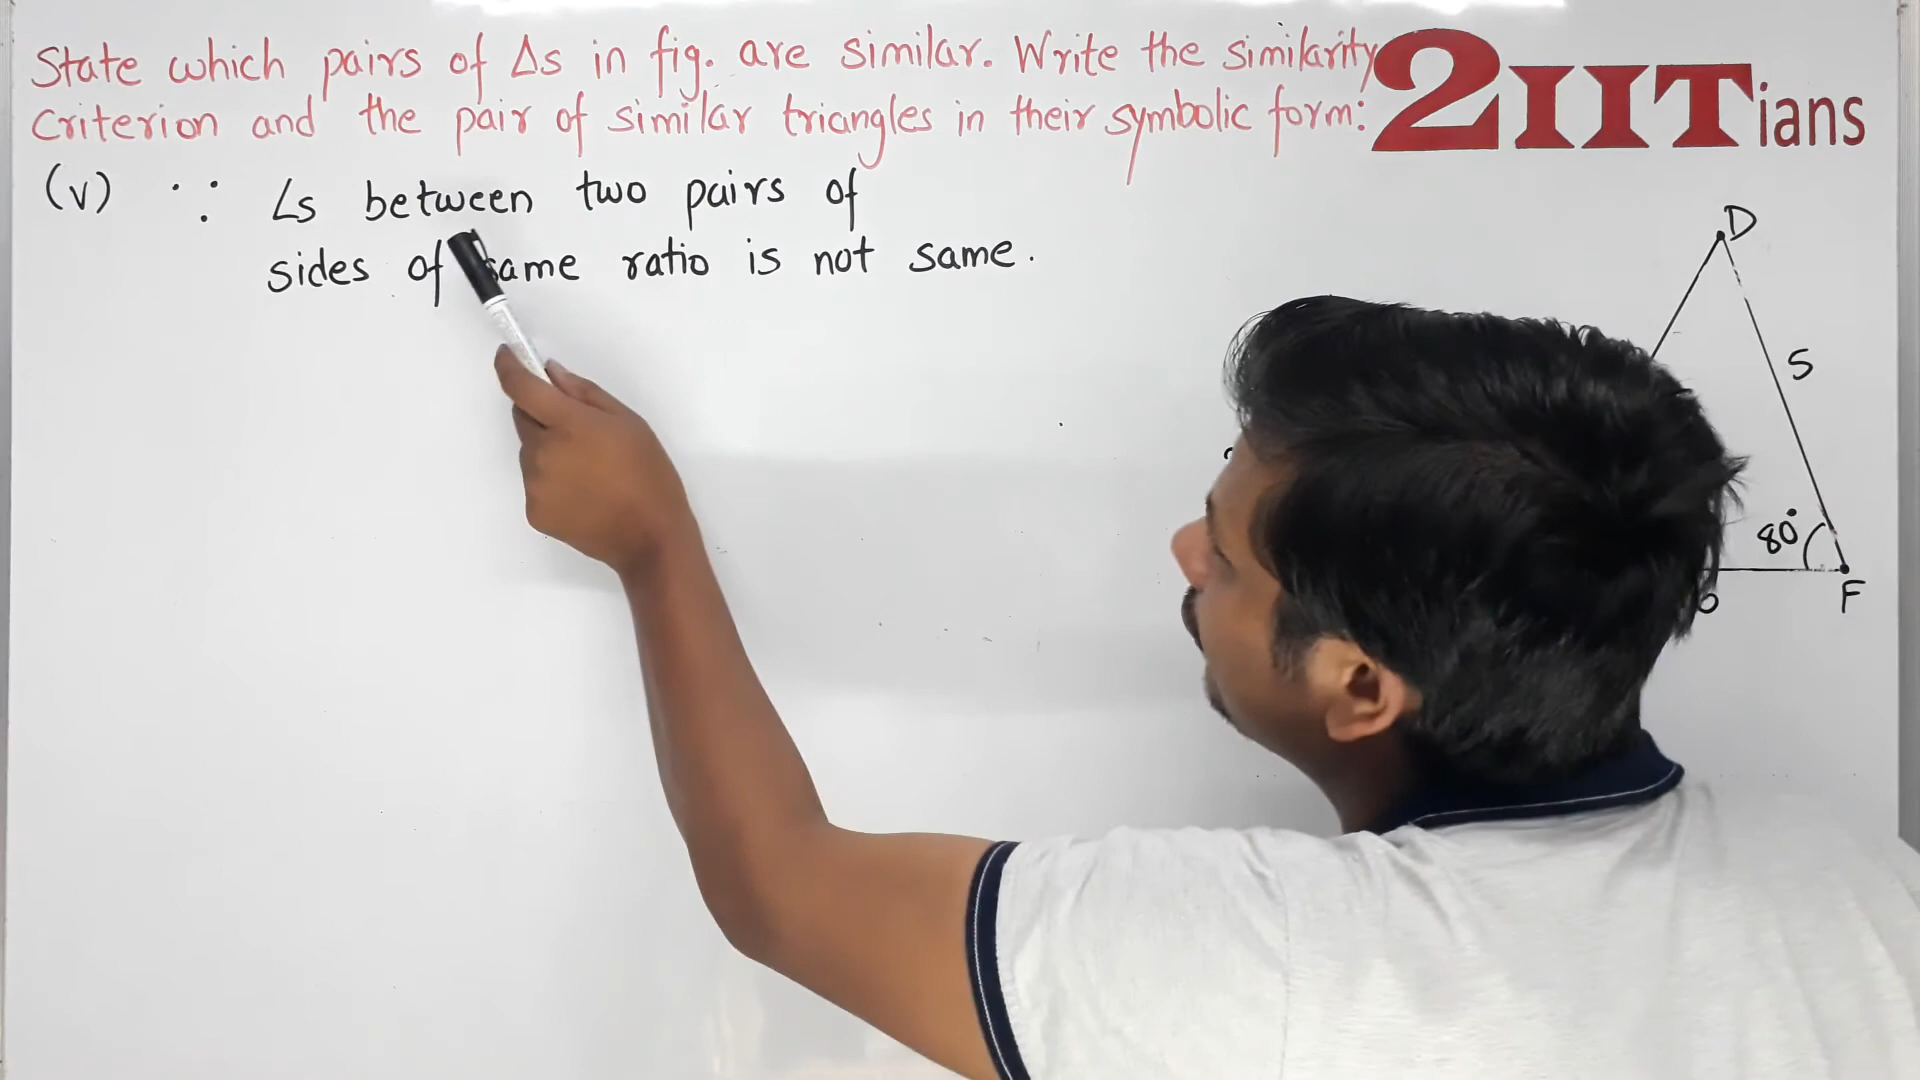 State which pairs of Δs in fig. are similar. Write the similarity
criterion and the pair of similar triangles in their symbolic form:
2IITians
(v) ∵ ∠s between two pairs of
sides of same ratio is not same.
D
5
80°
F